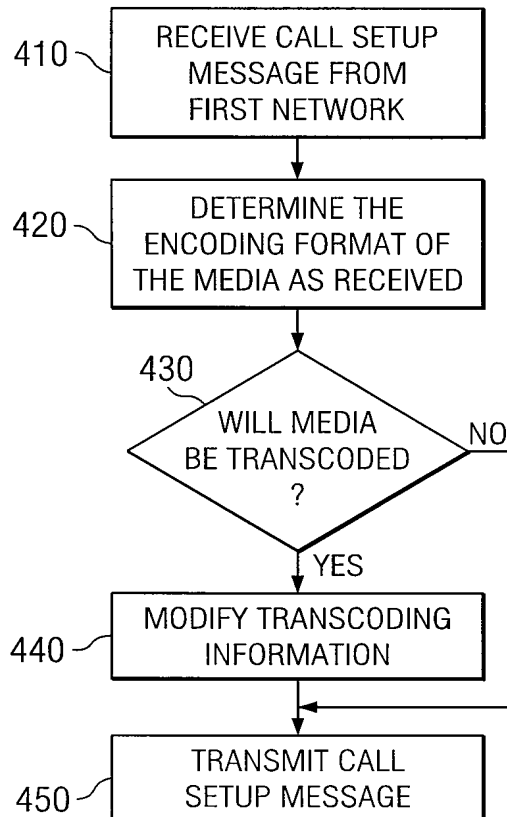 410
RECEIVE CALL SETUP
MESSAGE FROM
FIRST NETWORK
420
DETERMINE THE
ENCODING FORMAT OF
THE MEDIA AS RECEIVED
430
WILL MEDIA
BE TRANSCODED
?
NO
YES
440
MODIFY TRANSCODING
INFORMATION
450
TRANSMIT CALL
SETUP MESSAGE